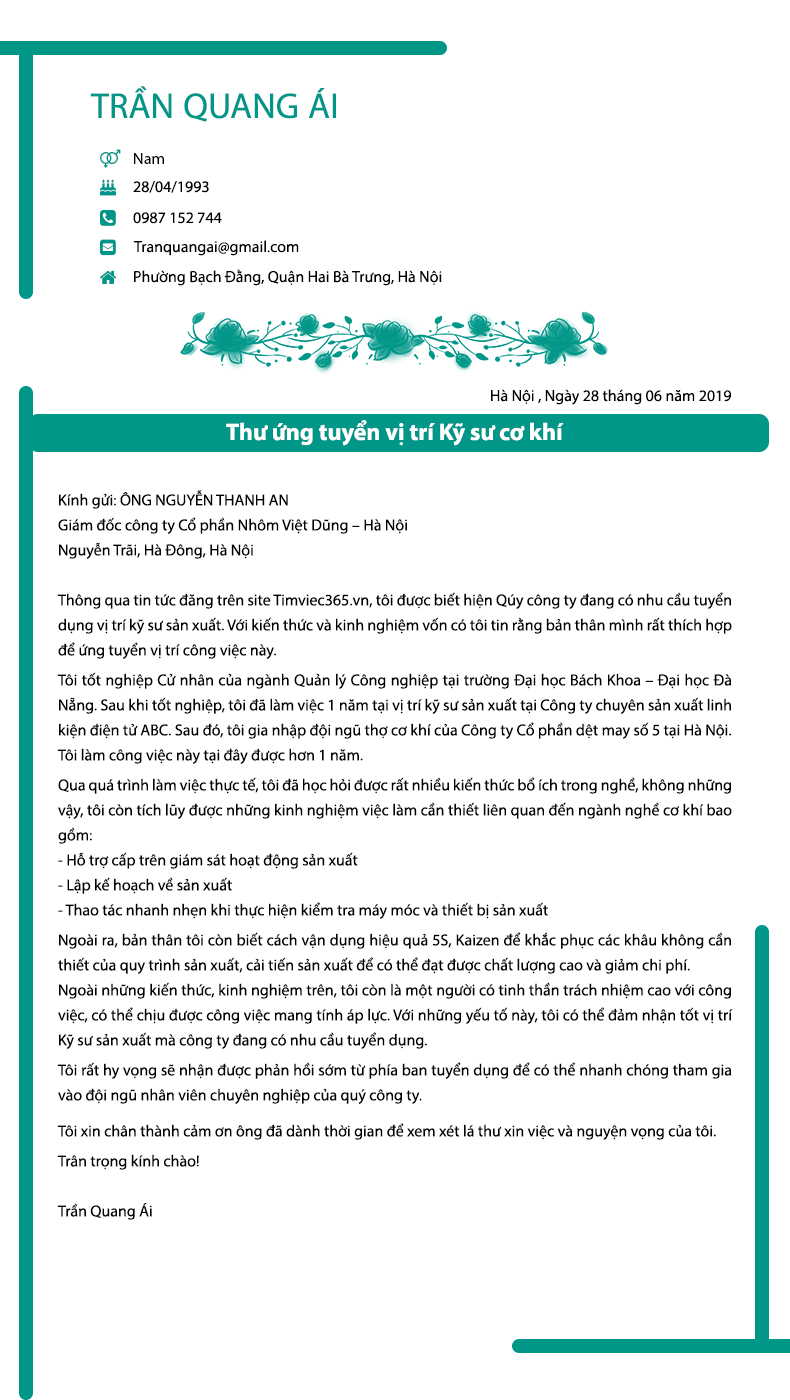 TRẦN QUANG ÁI
Nam
28/04/1993
0987 152 744
Tranquangai@gmail.com
Phường Bạch Đằng, Quận Hai Bà Trưng, Hà Nội
Hà Nội , Ngày 28 tháng 06 năm 2019
Thư ứng tuyển vị trí Kỹ sư cơ khí
Kính gửi: ÔNG NGUYỄN THANH AN
Giám đốc công ty Cổ phần Nhôm Việt Dũng – Hà Nội
Nguyễn Trãi, Hà Đông, Hà Nội
Thông qua tin tức đăng trên site Timviec365.vn, tôi được biết hiện Qúy công ty đang có nhu cầu tuyển
dụng vị trí kỹ sư sản xuất. Với kiến thức và kinh nghiệm vốn có tôi tin rằng bản thân mình rất thích hợp
để ứng tuyển vị trí công việc này.
Tôi tốt nghiệp Cử nhân của ngành Quản lý Công nghiệp tại trường Đại học Bách Khoa – Đại học Đà
Nẵng. Sau khi tốt nghiệp, tôi đã làm việc 1 năm tại vị trí kỹ sư sản xuất tại Công ty chuyên sản xuất linh
kiện điện tử ABC. Sau đó, tôi gia nhập đội ngũ thợ cơ khí của Công ty Cổ phần dệt may số 5 tại Hà Nội.
Tôi làm công việc này tại đây được hơn 1 năm.
Qua quá trình làm việc thực tế, tôi đã học hỏi được rất nhiều kiến thức bổ ích trong nghề, không những
vậy, tôi còn tích lũy được những kinh nghiệm việc làm cần thiết liên quan đến ngành nghề cơ khí bao
gồm:
- Hỗ trợ cấp trên giám sát hoạt động sản xuất
- Lập kế hoạch về sản xuất
- Thao tác nhanh nhẹn khi thực hiện kiểm tra máy móc và thiết bị sản xuất
Ngoài ra, bản thân tôi còn biết cách vận dụng hiệu quả 5S, Kaizen để khắc phục các khâu không cần
thiết của quy trình sản xuất, cải tiến sản xuất để có thể đạt được chất lượng cao và giảm chi phí.
Ngoài những kiến thức, kinh nghiệm trên, tôi còn là một người có tinh thần trách nhiệm cao với công
việc, có thể chịu được công việc mang tính áp lực. Với những yếu tố này, tôi có thể đảm nhận tốt vị trí
Kỹ sư sản xuất mà công ty đang có nhu cầu tuyển dụng.
Tôi rất hy vọng sẽ nhận được phản hồi sớm từ phía ban tuyển dụng để có thể nhanh chóng tham gia
vào đội ngũ nhân viên chuyên nghiệp của quý công ty.
Tôi xin chân thành cảm ơn ông đã dành thời gian để xem xét lá thư xin việc và nguyện vọng của tôi.
Trân trọng kính chào!
Trần Quang Ái